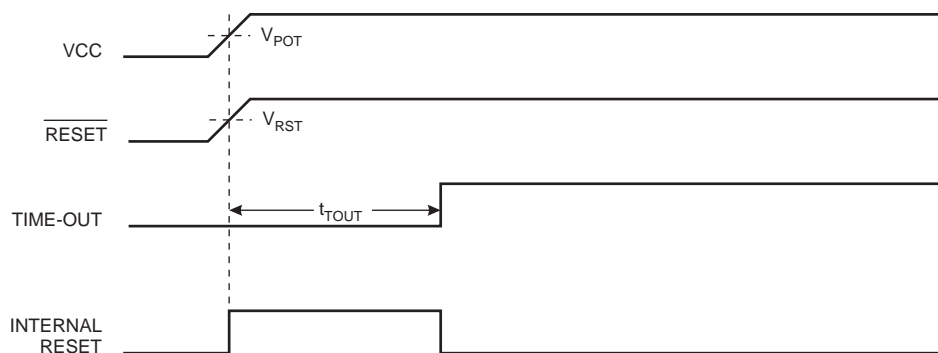 VCC
VPOT
RESET
VRST
TIME-OUT
tTOUT
INTERNAL
RESET